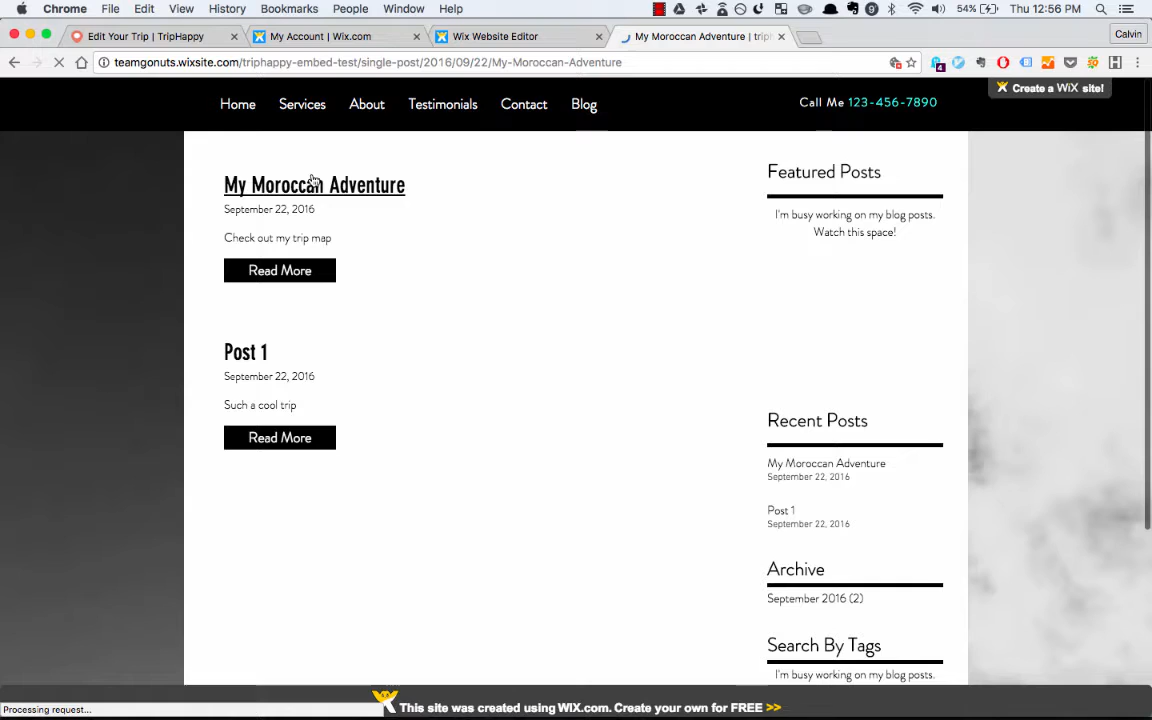 Chrome File Edit View History Bookmarks People Window Help 54% Thu 12:56 PM
Edit Your Trip | TripHappy
My Account | Wix.com
Wix Website Editor
My Moroccan Adventure | trip
Calvin
teamgonuts.wixsite.com/triphappy-embed-test/single-post/2016/09/22/My-Moroccan-Adventure
Create a WiX site!
Home Services About Testimonials Contact Blog
Call Me 123-456-7890
My Moroccan Adventure
September 22, 2016
Check out my trip map
Read More
Post 1
September 22, 2016
Such a cool trip
Read More
Featured Posts
I'm busy working on my blog posts.
Watch this space!
Recent Posts
My Moroccan Adventure
September 22, 2016
Post 1
September 22, 2016
Archive
September 2016 (2)
Search By Tags
I'm busy working on my blog posts.
Processing request...
This site was created using WIX.com. Create your own for FREE >>